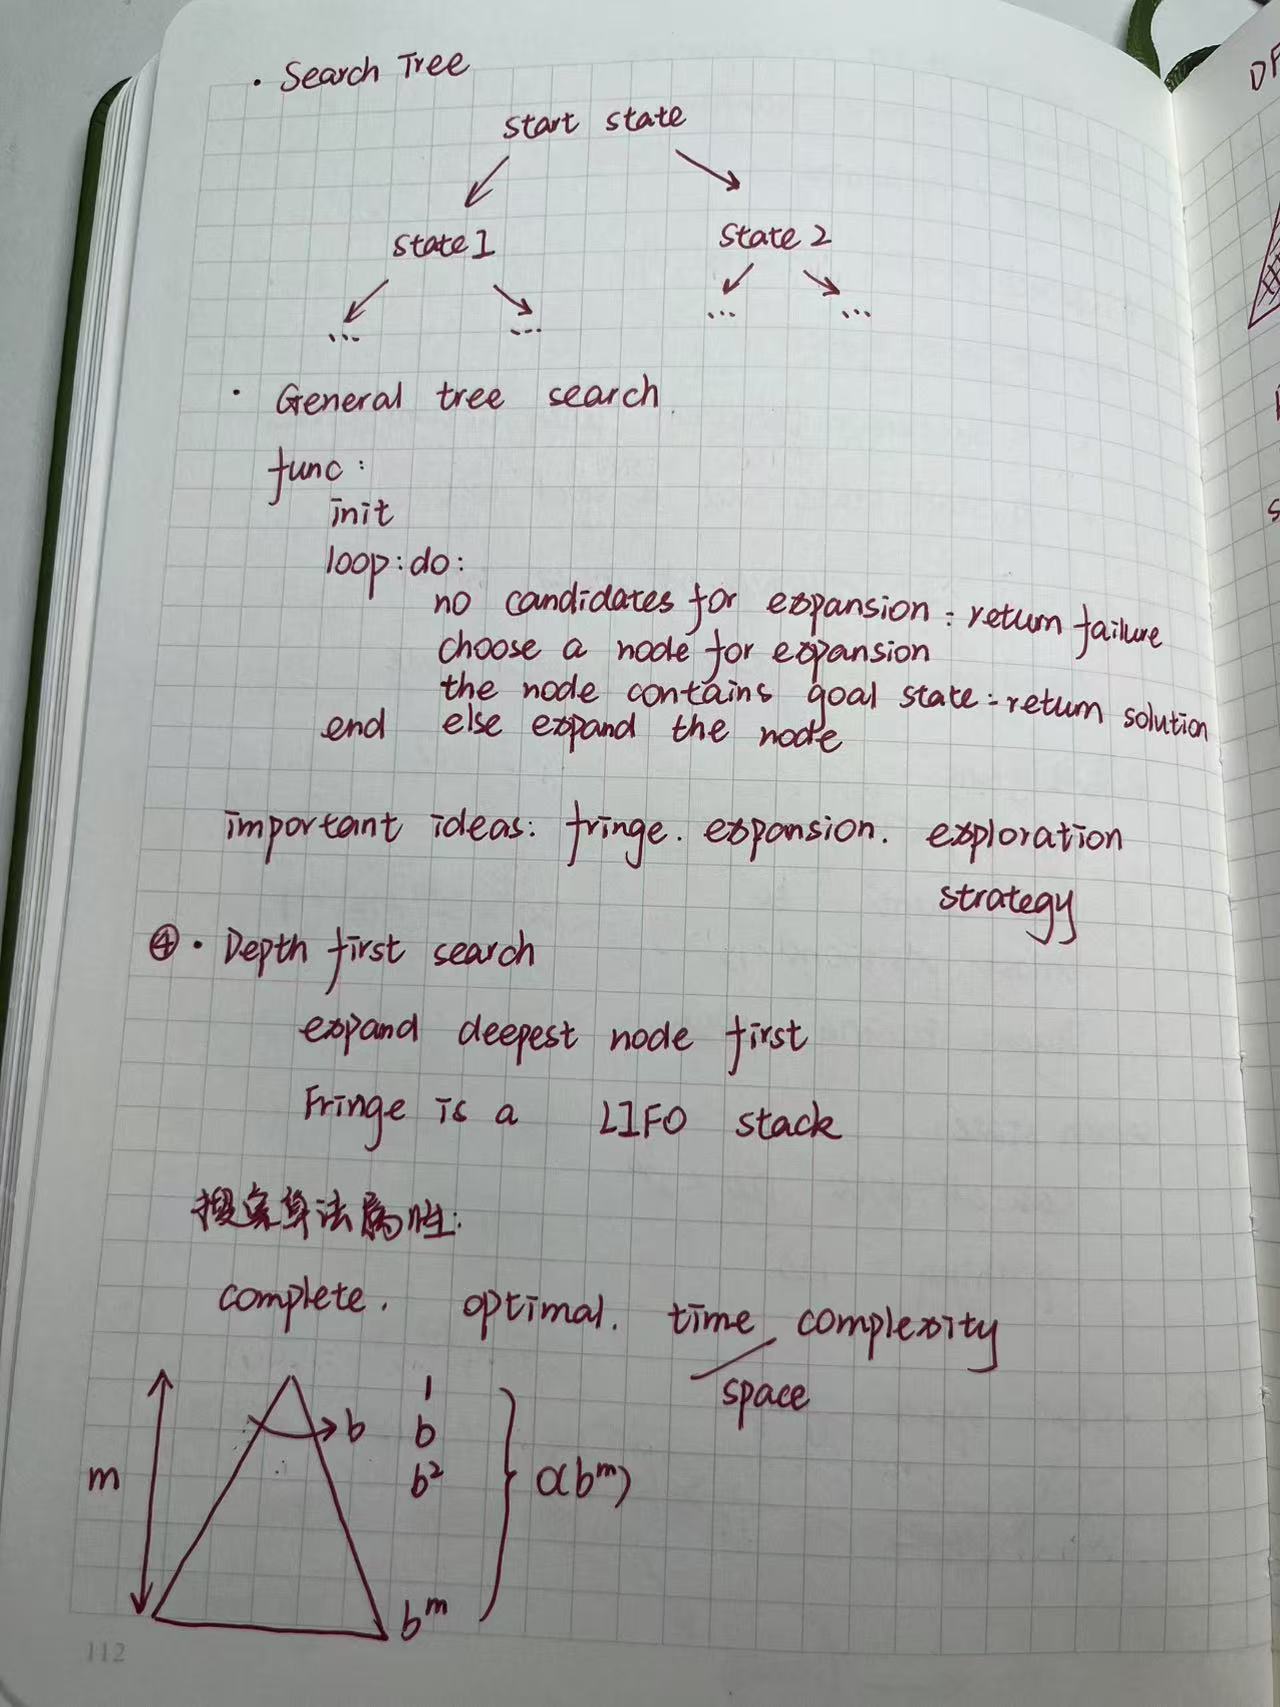 · Search Tree
start state
state 1 state 2
... ... ... ...
· General tree search
func:
init
loop: do:
no candidates for expansion: return failure
choose a node for expansion
the node contains goal state: return solution
end else expand the node
important ideas: fringe. expansion. exploration
strategy
④ · Depth first search
expand deepest node first
Fringe is a LIFO stack
搜索算法属性:
complete. optimal. time complexity
space
1
b b
b²
m O(bᵐ)
bᵐ
112